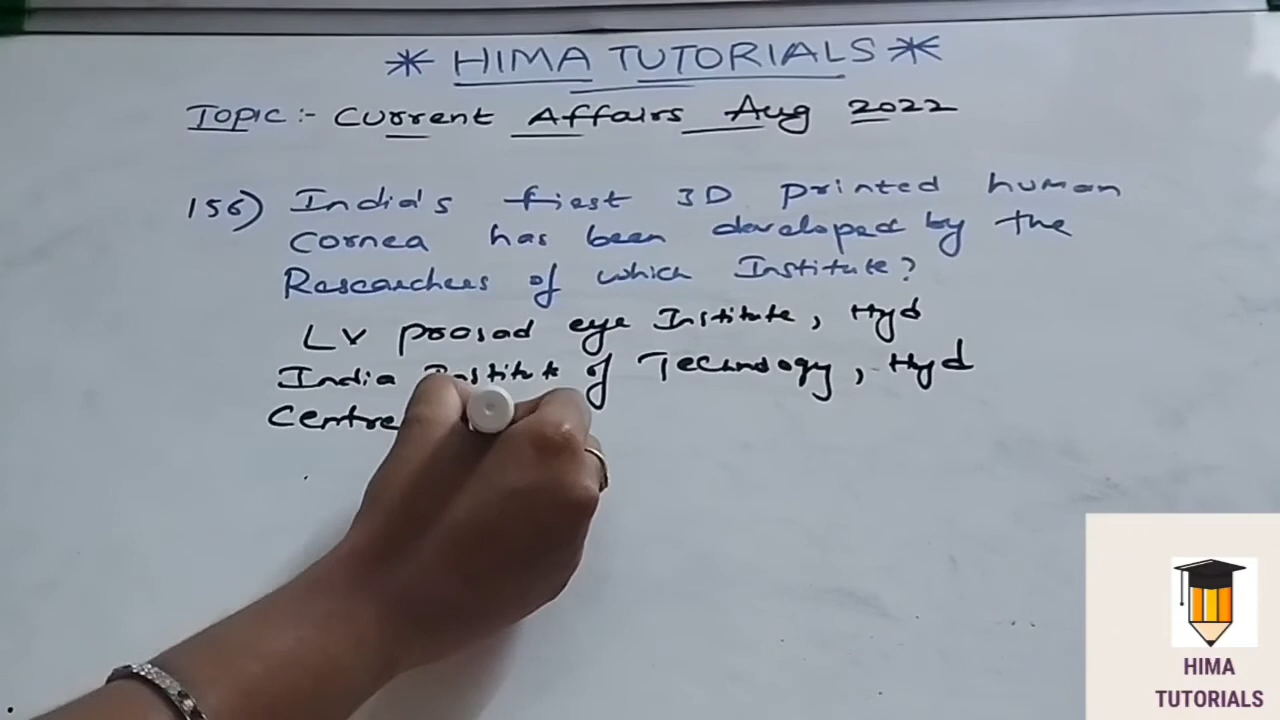 * HIMA TUTORIALS *
Topic :- Current Affairs Aug 2022
156) India's first 3D printed human
Cornea has been developed by the
Researchers of which Institute?
LV prosad eye Institute, Hyd
India Institute of Technology, Hyd
Centre
HIMA
TUTORIALS